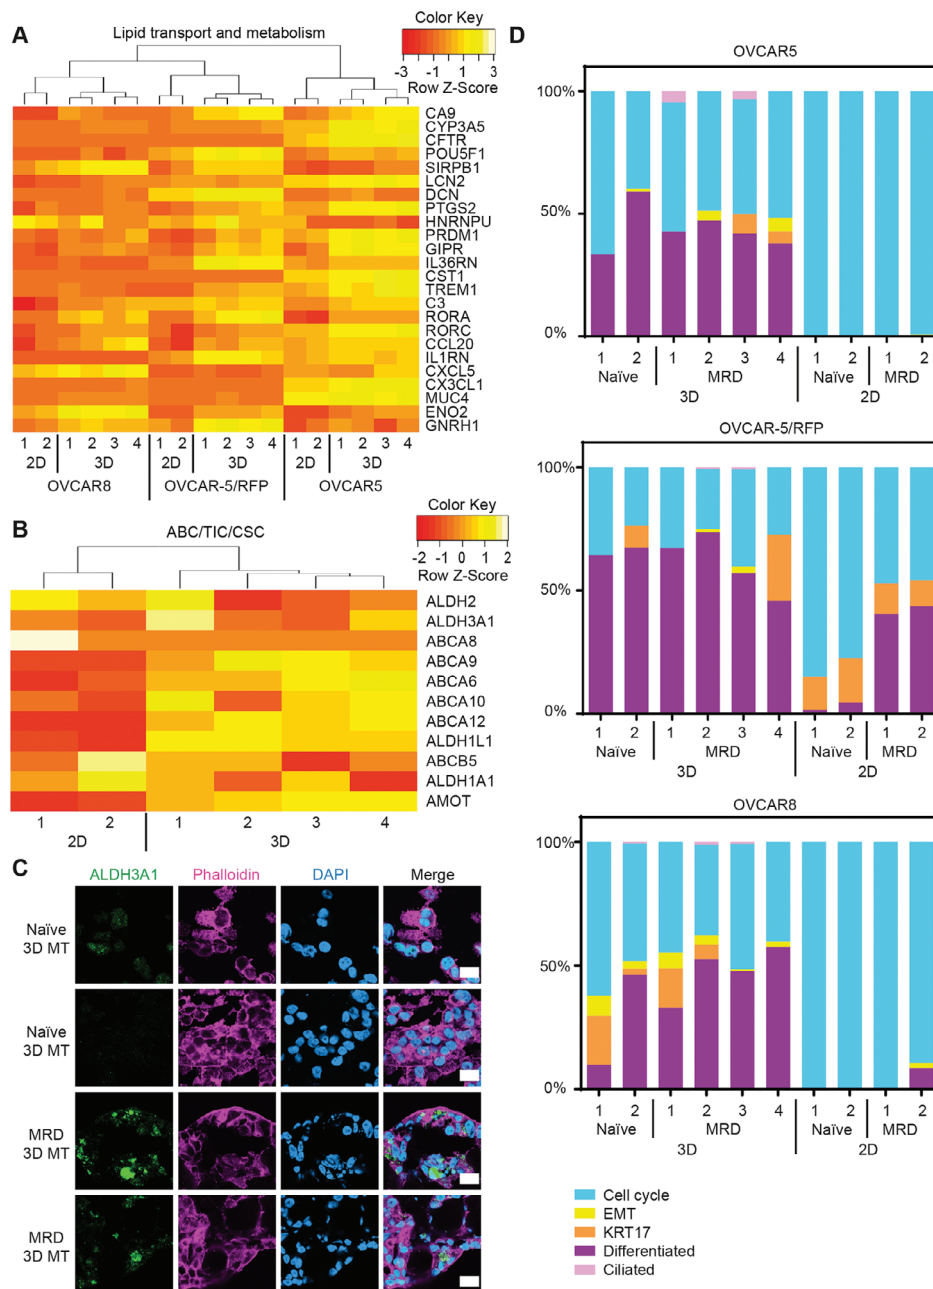 A
Lipid transport and metabolism
Color Key
-3 -1 1 3
Row Z-Score
CA9
CYP3A5
CFTR
POU5F1
SIRPB1
LCN2
DCN
PTGS2
HNRNPU
PRDM1
GIPR
IL36RN
CST1
TREM1
C3
RORA
RORC
CCL20
IL1RN
CXCL5
CX3CL1
MUC4
ENO2
GNRH1
1 2 1 2 3 4 1 2 1 2 3 4 1 2 1 2 3 4
2D 3D 2D 3D 2D 3D
OVCAR8 OVCAR-5/RFP OVCAR5
B
ABC/TIC/CSC
Color Key
-2 -1 0 1 2
Row Z-Score
ALDH2
ALDH3A1
ABCA8
ABCA9
ABCA6
ABCA10
ABCA12
ALDH1L1
ABCB5
ALDH1A1
AMOT
1 2 1 2 3 4
2D 3D
C
ALDH3A1 Phalloidin DAPI Merge
Naïve
3D MT
Naïve
3D MT
MRD
3D MT
MRD
3D MT
D
OVCAR5
100%
50%
0%
1 2 1 2 3 4 1 2 1 2
Naïve MRD Naïve MRD
3D 2D
OVCAR-5/RFP
100%
50%
0%
1 2 1 2 3 4 1 2 1 2
Naïve MRD Naïve MRD
3D 2D
OVCAR8
100%
50%
0%
1 2 1 2 3 4 1 2 1 2
Naïve MRD Naïve MRD
3D 2D
Cell cycle
EMT
KRT17
Differentiated
Ciliated